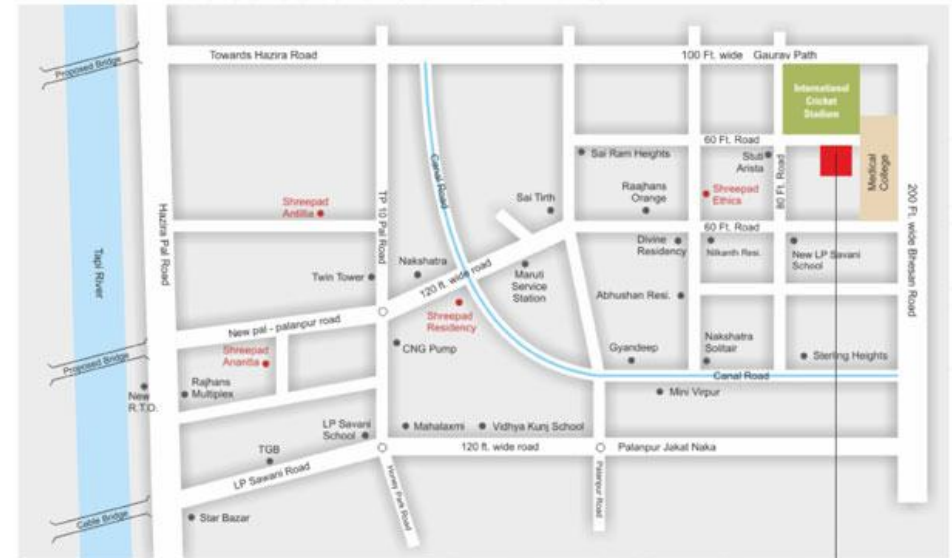 Towards Hazira Road
100 Ft. wide Gaurav Path
Proposed Bridge
International
Cricket
Stadium
60 Ft. Road
Sai Ram Heights
Stuti
Arista
Medical
College
Canal Road
TP 10 Pal Road
80 Ft. Road
Shreepad
Antillia
Sai Tirth
Raajhans
Orange
Shreepad
Ethics
200 Ft. wide Bhesan Road
Hazira Pal Road
60 Ft. Road
Tapi River
Twin Tower
Nakshatra
120 ft. wide road
Maruti
Service
Station
Divine
Residency
Nilkanth Resi.
New LP Savani
School
Abhushan Resi.
Shreepad
Residency
New pal - palanpur road
CNG Pump
Shreepad
Anantta
Gyandeep
Nakshatra
Solitair
Sterling Heights
Proposed Bridge
Canal Road
New
R.T.O.
Rajhans
Multiplex
Mini Virpur
LP Savani
School
Mahalaxmi
Vidhya Kunj School
TGB
120 ft. wide road
Palanpur Jakat Naka
LP Sawani Road
Honey Park Road
Palanpur Road
Cable Bridge
Star Bazar